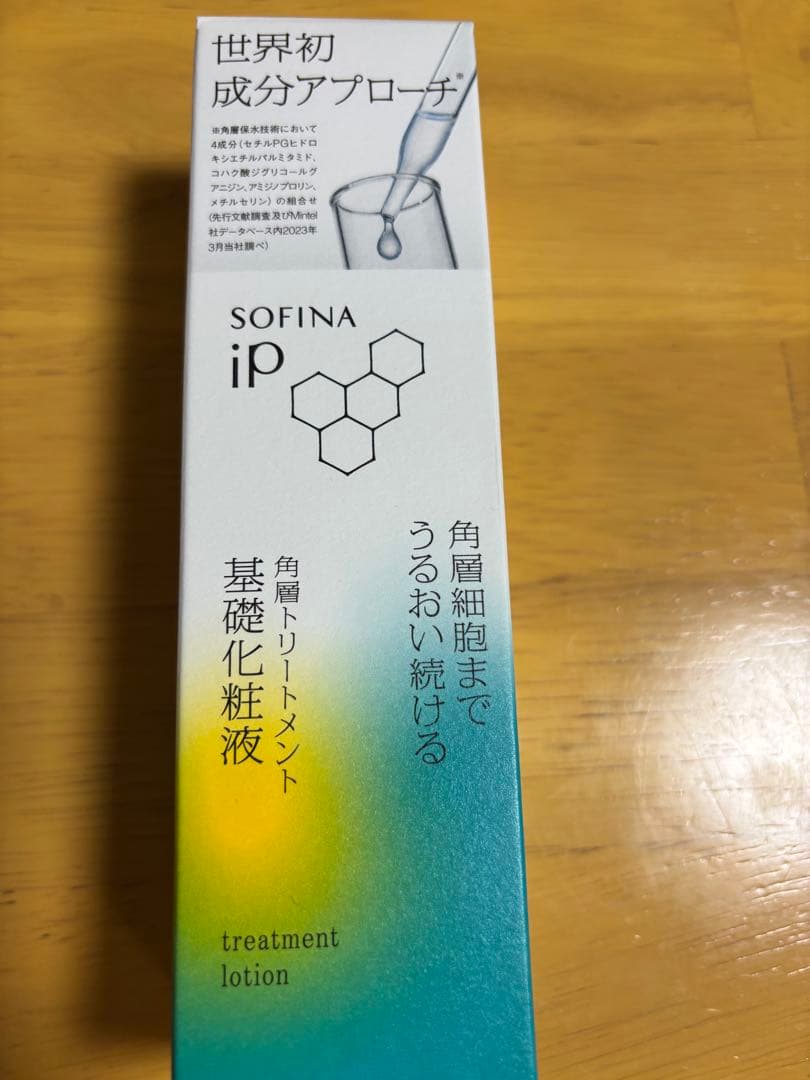 世界初
成分アプローチ※
※角層保水技術において
4成分(セチルPGヒドロ
キシエチルパルミタミド、
コハク酸ジグリコールグ
アニジン、アミジノプロリン、
メチルセリン)の組合せ
(先行文献調査及びMintel
社データベース内2023年
3月当社調べ)
SOFINA
iP
角層細胞まで
うるおい続ける
角層トリートメント
基礎化粧液
treatment
lotion